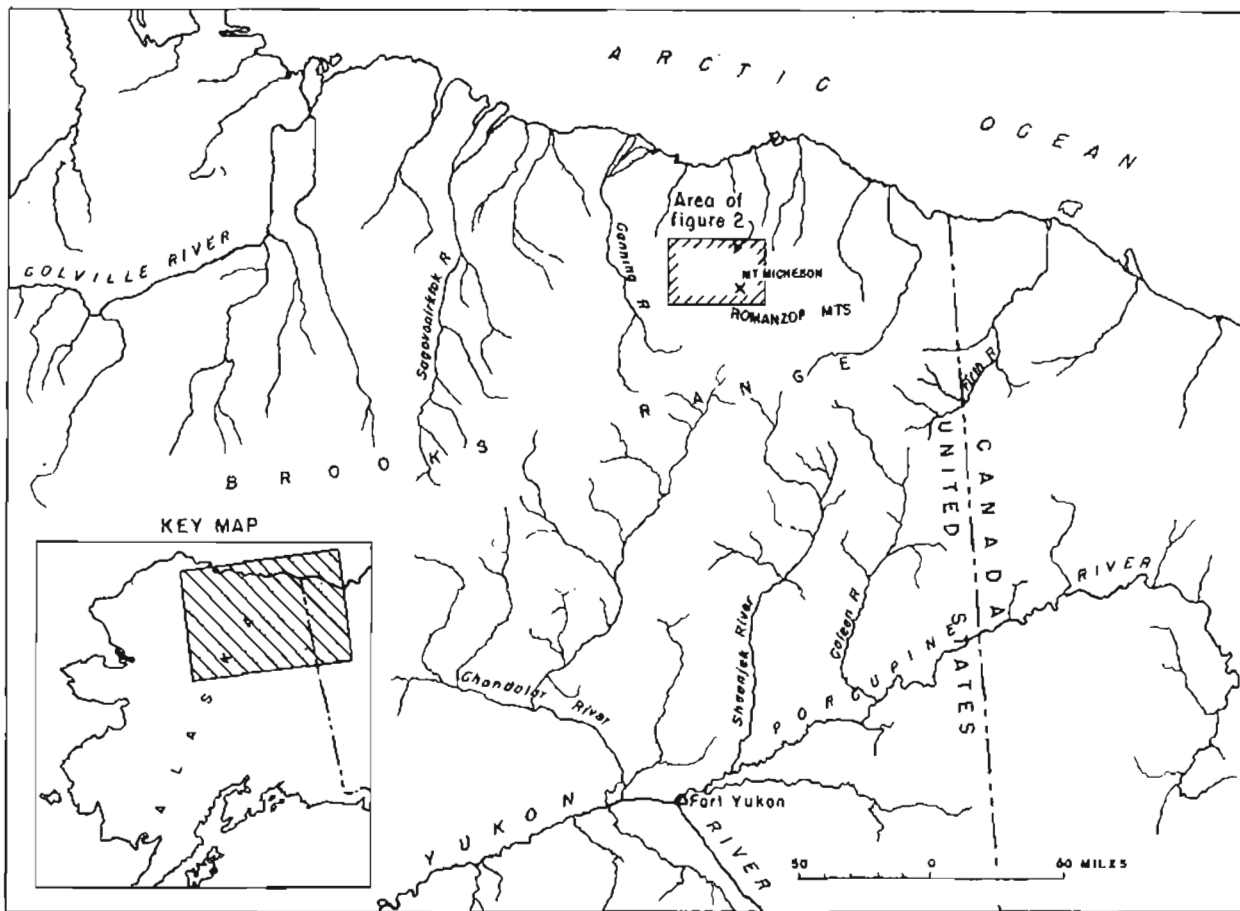 ARCTIC
OCEAN
Area of
figure 2
MT MICHELSON
ROMANZOF MTS
COLVILLE RIVER
Sagavanirktok R
Canning R
BROOKS RANGE
Firth R
UNITED STATES
CANADA
KEY MAP
ALASKA
Chandalar River
Sheenjek River
Coleen R
PORCUPINE RIVER
YUKON RIVER
Fort Yukon
50 0 60 MILES